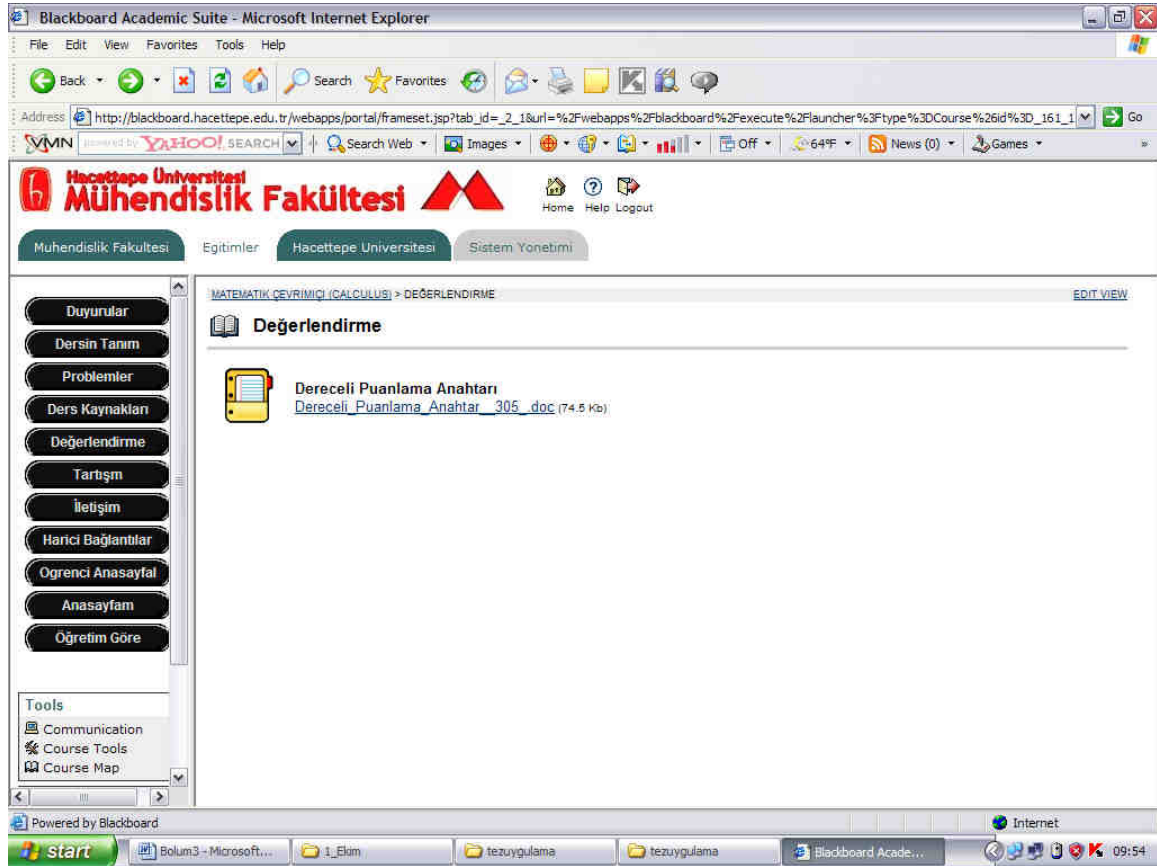 Blackboard Academic Suite - Microsoft Internet Explorer
File Edit View Favorites Tools Help
Back Search Favorites
Address http://blackboard.hacettepe.edu.tr/webapps/portal/frameset.jsp?tab_id=_2_1&url=%2Fwebapps%2Fblackboard%2Fexecute%2Flauncher%3Ftype%3DCourse%26id%3D_161_1 Go
VMN powered by YAHOO! SEARCH Search Web Images Off 64°F News (0) Games »
Hacettepe Üniversitesi
Mühendislik Fakültesi
Home Help Logout
Muhendislik Fakultesi Egitimler Hacettepe Universitesi Sistem Yonetimi
MATEMATIK ÇEVRIMIÇI (CALCULUS) > DEĞERLENDIRME EDIT VIEW
Değerlendirme
Dereceli Puanlama Anahtarı
Dereceli_Puanlama_Anahtar__305_.doc (74.5 Kb)
Duyurular
Dersin Tanım
Problemler
Ders Kaynakları
Değerlendirme
Tartışm
İletişim
Harici Bağlantılar
Ogrenci Anasayfal
Anasayfam
Öğretim Göre
Tools
Communication
Course Tools
Course Map
Powered by Blackboard Internet
start Bolum3 - Microsoft... 1_Ekim tezuygulama tezuygulama Blackboard Acade... 09:54